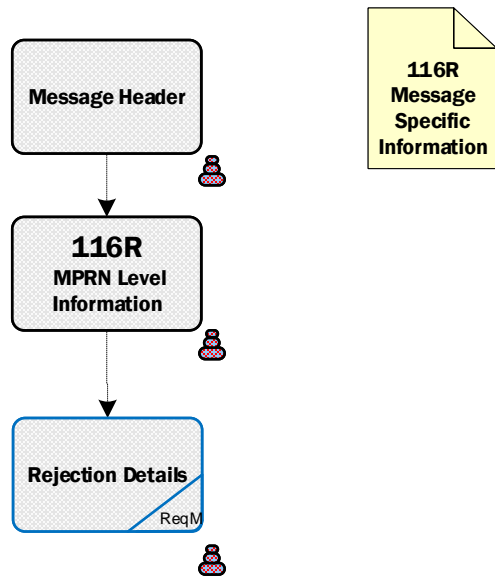 Message Header
116R
Message
Specific
Information
116R
MPRN Level
Information
Rejection Details
ReqM